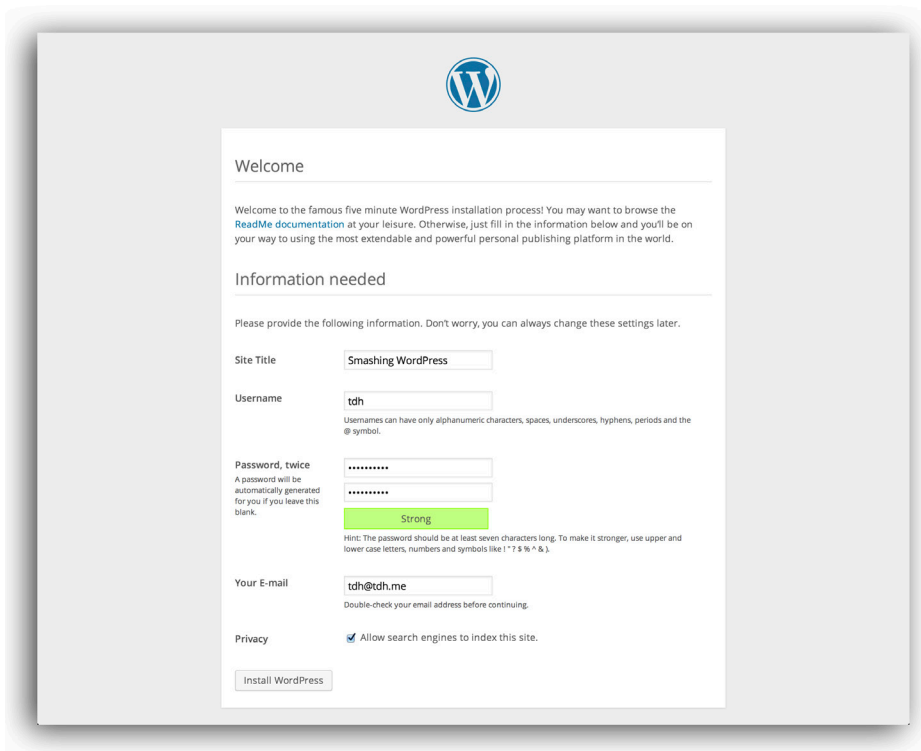 Welcome
Welcome to the famous five minute WordPress installation process! You may want to browse the
ReadMe documentation at your leisure. Otherwise, just fill in the information below and you'll be on
your way to using the most extendable and powerful personal publishing platform in the world.
Information needed
Please provide the following information. Don't worry, you can always change these settings later.
Site Title
Smashing WordPress
Username
tdh
Usernames can have only alphanumeric characters, spaces, underscores, hyphens, periods and the
@ symbol.
Password, twice
A password will be
automatically generated
for you if you leave this
blank.
••••••••••
••••••••••
Strong
Hint: The password should be at least seven characters long. To make it stronger, use upper and
lower case letters, numbers and symbols like ! " ? $ % ^ & ).
Your E-mail
tdh@tdh.me
Double-check your email address before continuing.
Privacy
Allow search engines to index this site.
Install WordPress